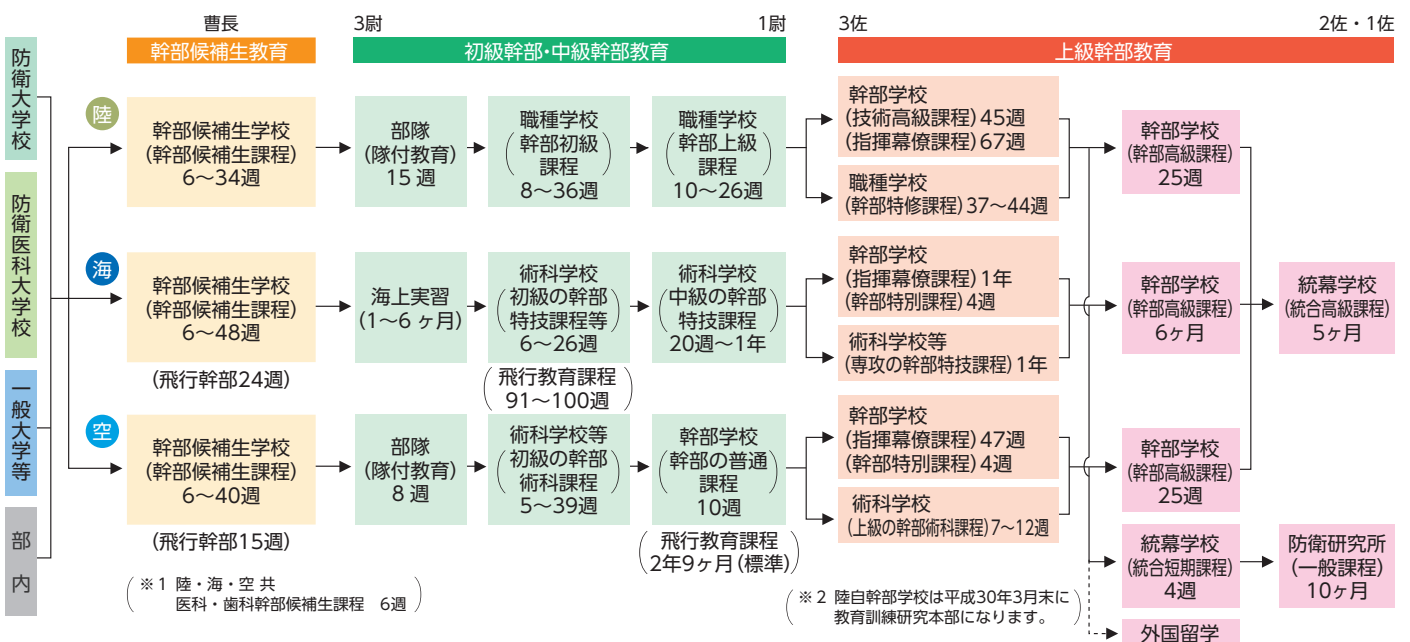 曹長
3尉
1尉
3佐
2佐・1佐
幹部候補生教育
初級幹部・中級幹部教育
上級幹部教育
防衛大学校
防衛医科大学校
一般大学等
部内
陸
幹部候補生学校
(幹部候補生課程)
6〜34週
部隊
(隊付教育)
15週
職種学校
(幹部初級
課程)
8〜36週
職種学校
(幹部上級
課程)
10〜26週
幹部学校
(技術高級課程)45週
(指揮幕僚課程)67週
職種学校
(幹部特修課程)37〜44週
幹部学校
(幹部高級課程)
25週
海
幹部候補生学校
(幹部候補生課程)
6〜48週
(飛行幹部24週)
海上実習
(1〜6ヶ月)
術科学校
(初級の幹部
特技課程等)
6〜26週
(飛行教育課程
91〜100週)
術科学校
(中級の幹部
特技課程)
20週〜1年
幹部学校
(指揮幕僚課程)1年
(幹部特別課程)4週
術科学校等
(専攻の幹部特技課程)1年
幹部学校
(幹部高級課程)
6ヶ月
統幕学校
(統合高級課程)
5ヶ月
空
幹部候補生学校
(幹部候補生課程)
6〜40週
(飛行幹部15週)
部隊
(隊付教育)
8週
術科学校等
(初級の幹部
術科課程)
5〜39週
幹部学校
(幹部の普通
課程)
10週
(飛行教育課程
2年9ヶ月(標準))
幹部学校
(指揮幕僚課程)47週
(幹部特別課程)4週
術科学校
(上級の幹部術科課程)7〜12週
幹部学校
(幹部高級課程)
25週
統幕学校
(統合短期課程)
4週
防衛研究所
(一般課程)
10ヶ月
外国留学
(※1 陸・海・空 共
医科・歯科幹部候補生課程 6週)
(※2 陸自幹部学校は平成30年3月末に
教育訓練研究本部になります。)